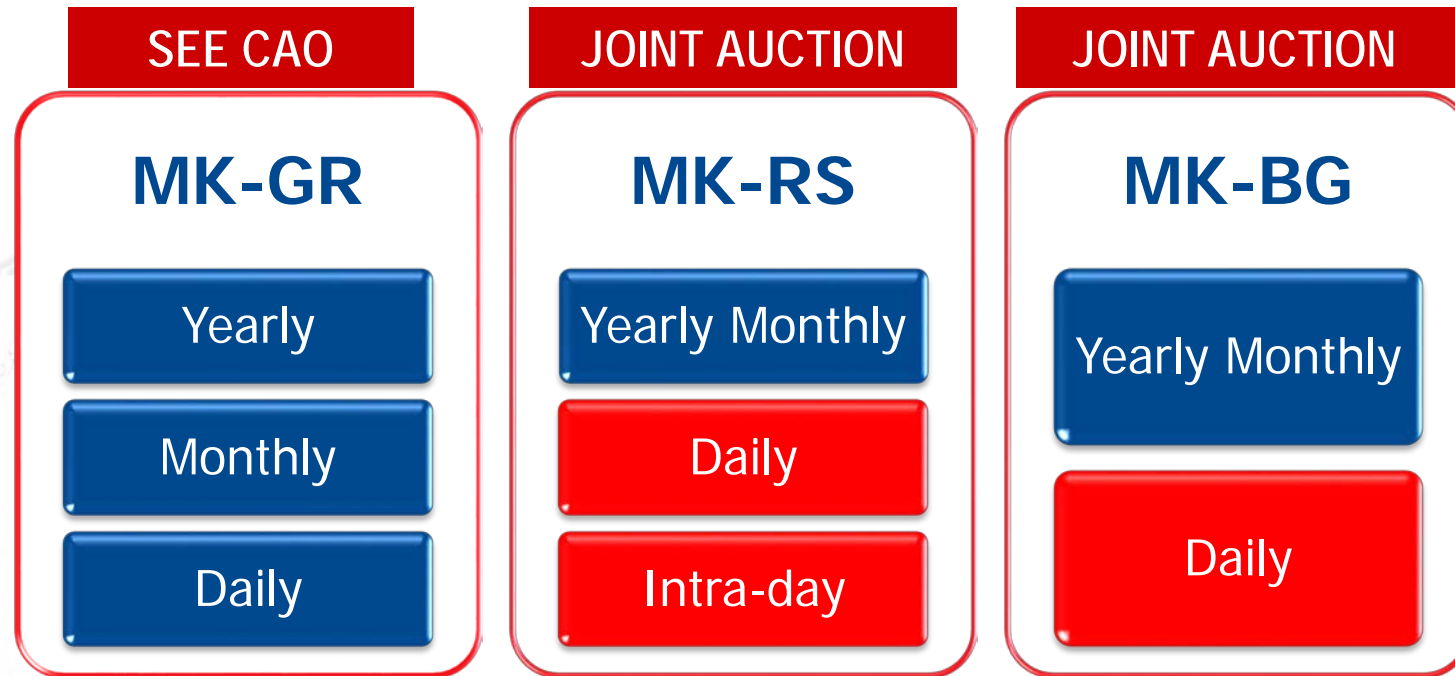 SEE CAO
MK-GR
Yearly
Monthly
Daily
JOINT AUCTION
MK-RS
Yearly Monthly
Daily
Intra-day
JOINT AUCTION
MK-BG
Yearly Monthly
Daily